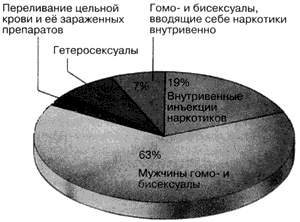 Переливание цельной
крови и её зараженных
препаратов
Гомо- и бисексуалы,
вводящие себе наркотики
внутривенно
Гетеросексуалы
7%
19%
Внутривенные
инъекции
наркотиков
63%
Мужчины гомо- и
бисексуалы